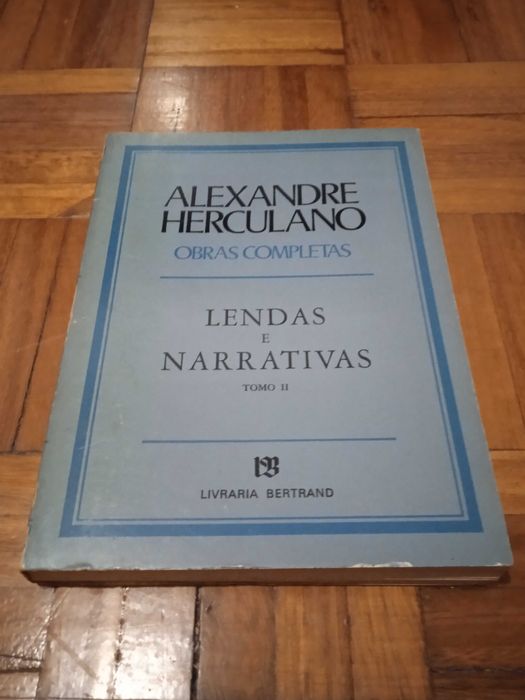 ALEXANDRE
HERCULANO
OBRAS COMPLETAS
LENDAS
E
NARRATIVAS
TOMO II
LB
LIVRARIA BERTRAND